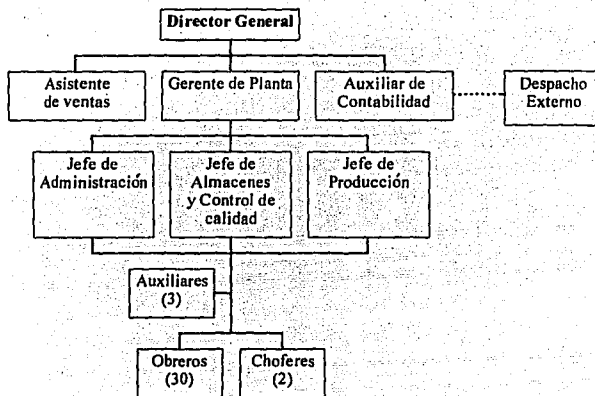 Director General
Asistente
de ventas
Gerente de Planta
Auxiliar de
Contabilidad
Despacho
Externo
Jefe de
Administración
Jefe de
Almacenes
y Control de
calidad
Jefe de
Producción
Auxiliares
(3)
Obreros
(30)
Choferes
(2)